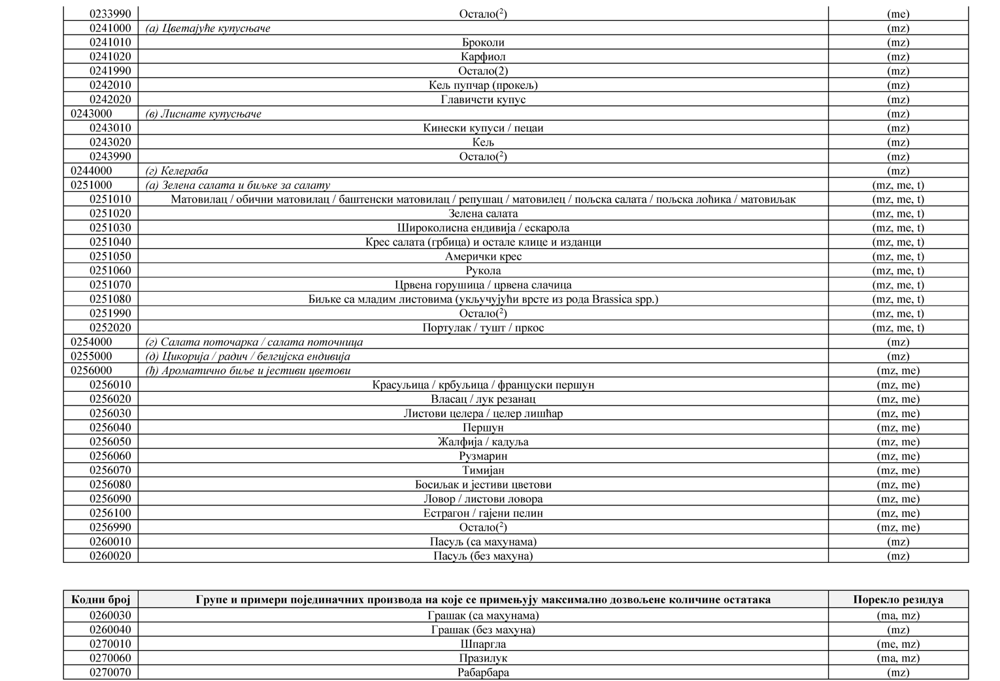 0233990 Остало(²) (me)
0241000 (а) Цветајуће купусњаче (mz)
0241010 Броколи (mz)
0241020 Карфиол (mz)
0241990 Остало(2) (mz)
0242010 Кељ пупчар (прокељ) (mz)
0242020 Главичсти купус (mz)
0243000 (в) Лиснате купусњаче (mz)
0243010 Кинески купуси / пецаи (mz)
0243020 Кељ (mz)
0243990 Остало(²) (mz)
0244000 (г) Келераба (mz)
0251000 (а) Зелена салата и биљке за салату (mz, me, t)
0251010 Матовилац / обични матовилац / баштенски матовилац / репушац / матовилец / пољска салата / пољска лоћика / матовиљак (mz, me, t)
0251020 Зелена салата (mz, me, t)
0251030 Широколисна ендивија / ескарола (mz, me, t)
0251040 Крес салата (грбица) и остале клице и изданци (mz, me, t)
0251050 Амерички крес (mz, me, t)
0251060 Рукола (mz, me, t)
0251070 Црвена горушица / црвена слачица (mz, me, t)
0251080 Биљке са младим листовима (укључујући врсте из рода Brassica spp.) (mz, me, t)
0251990 Остало(²) (mz, me, t)
0252020 Портулак / тушт / пркос (mz, me, t)
0254000 (г) Салата поточарка / салата поточница (mz)
0255000 (д) Цикорија / радич / белгијска ендивија (mz)
0256000 (ђ) Ароматично биље и јестиви цветови (mz, me)
0256010 Красуљица / крбуљица / француски першун (mz, me)
0256020 Власац / лук резанац (mz, me)
0256030 Листови целера / целер лишћар (mz, me)
0256040 Першун (mz, me)
0256050 Жалфија / кадуља (mz, me)
0256060 Рузмарин (mz, me)
0256070 Тимијан (mz, me)
0256080 Босиљак и јестиви цветови (mz, me)
0256090 Ловор / листови ловора (mz, me)
0256100 Естрагон / гајени пелин (mz, me)
0256990 Остало(²) (mz, me)
0260010 Пасуљ (са махунама) (mz)
0260020 Пасуљ (без махуна) (mz)
Кодни број Групе и примери појединачних производа на које се примењују максимално дозвољене количине остатака Порекло резидуа
0260030 Грашак (са махунама) (ma, mz)
0260040 Грашак (без махуна) (mz)
0270010 Шпаргла (me, mz)
0270060 Празилук (ma, mz)
0270070 Рабарбара (mz)